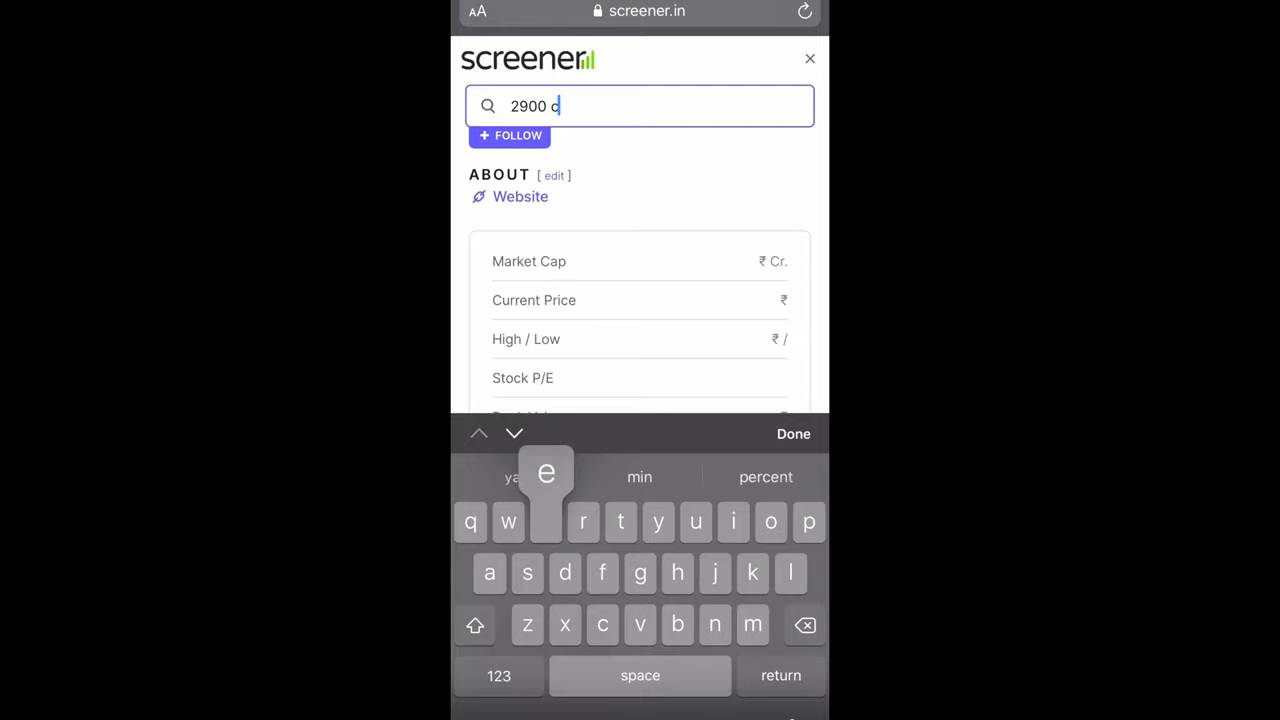 AA screener.in
screener
2900 c
+ FOLLOW
ABOUT [ edit ]
Website
Market Cap ₹ Cr.
Current Price ₹
High / Low ₹ /
Stock P/E
Done
ya min percent
e
q w r t y u i o p
a s d f g h j k l
z x c v b n m
123 space return